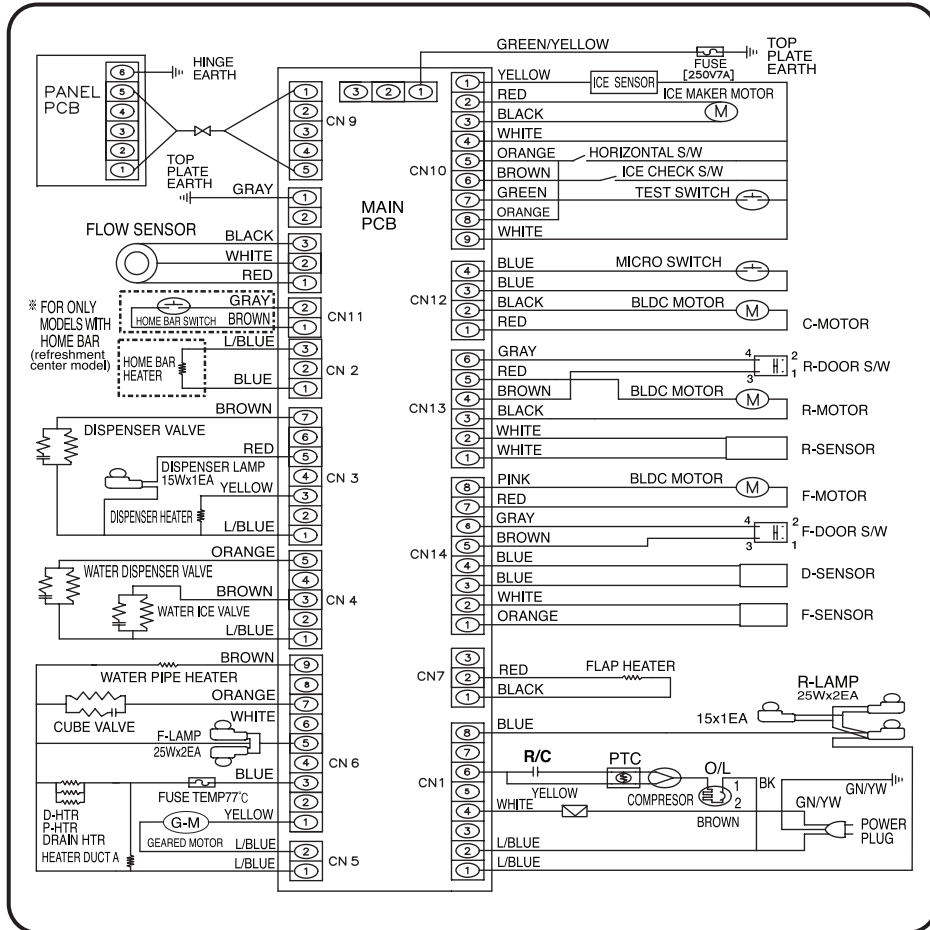 PANEL
PCB
6
5
4
3
2
1
HINGE
EARTH
TOP
PLATE
EARTH
GRAY
1
2
3
4
5
CN 9
1
2
3 2 1
GREEN/YELLOW
FUSE
[250V7A]
TOP
PLATE
EARTH
MAIN
PCB
FLOW SENSOR
BLACK 3
WHITE 2
RED 1
※ FOR ONLY
MODELS WITH
HOME BAR
(refreshment
center model)
GRAY 2
HOME BAR SWITCH BROWN 1
CN11
L/BLUE 3
2 CN 2
HOME BAR
HEATER
BLUE 1
BROWN 7
DISPENSER VALVE
6
RED 5
DISPENSER LAMP
15Wx1EA
4 CN 3
YELLOW 3
DISPENSER HEATER
2
L/BLUE 1
ORANGE 5
WATER DISPENSER VALVE
4
BROWN 3 CN 4
WATER ICE VALVE
2
L/BLUE 1
BROWN 9
WATER PIPE HEATER
8
ORANGE 7
CUBE VALVE
WHITE 6
F-LAMP
25Wx2EA
5
4 CN 6
BLUE 3
FUSE TEMP77°C
2
D-HTR
P-HTR
DRAIN HTR
HEATER DUCT A
YELLOW 1
G-M
GEARED MOTOR
L/BLUE 2
L/BLUE 1
CN 5
1 YELLOW ICE SENSOR
2 RED ICE MAKER MOTOR
3 BLACK M
4 WHITE
5 ORANGE HORIZONTAL S/W
CN10
6 BROWN ICE CHECK S/W
7 GREEN TEST SWITCH
8 ORANGE
9 WHITE
4 BLUE MICRO SWITCH
3 BLUE
CN12
2 BLACK BLDC MOTOR M
1 RED C-MOTOR
6 GRAY 4 2
R-DOOR S/W
3 1
5 RED
CN13
4 BROWN BLDC MOTOR M
3 BLACK R-MOTOR
2 WHITE
1 WHITE R-SENSOR
8 PINK BLDC MOTOR M
7 RED F-MOTOR
6 GRAY 4 2
F-DOOR S/W
3 1
5 BROWN
CN14
4 BLUE
3 BLUE D-SENSOR
2 WHITE
1 ORANGE F-SENSOR
3
CN7
2 RED FLAP HEATER
1 BLACK
R-LAMP
25Wx2EA
15x1EA
8 BLUE
7
6 R/C PTC O/L
CN1
5
COMPRESOR
1
2
BK
GN/YW
GN/YW
4 WHITE YELLOW
BROWN
POWER
PLUG
3
2 L/BLUE
1 L/BLUE